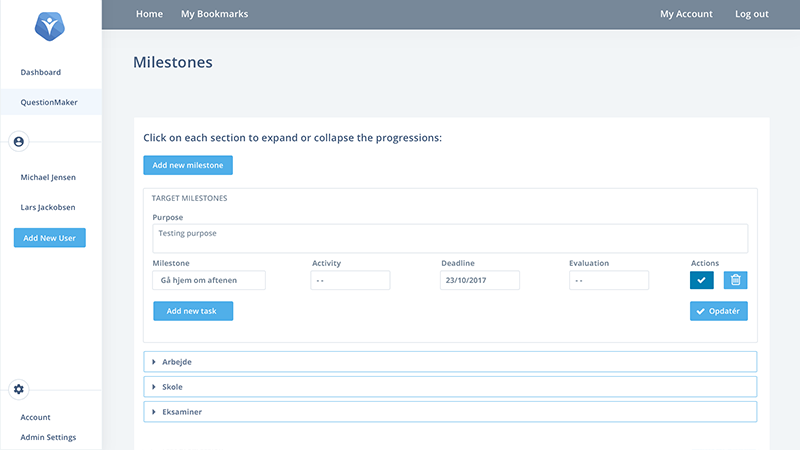 Home My Bookmarks My Account Log out
Dashboard
QuestionMaker
Michael Jensen
Lars Jackobsen
Add New User
Account
Admin Settings
Milestones
Click on each section to expand or collapse the progressions:
Add new milestone
TARGET MILESTONES
Purpose
Testing purpose
Milestone Activity Deadline Evaluation Actions
Gå hjem om aftenen - - 23/10/2017 - -
Add new task Opdatér
Arbejde
Skole
Eksaminer